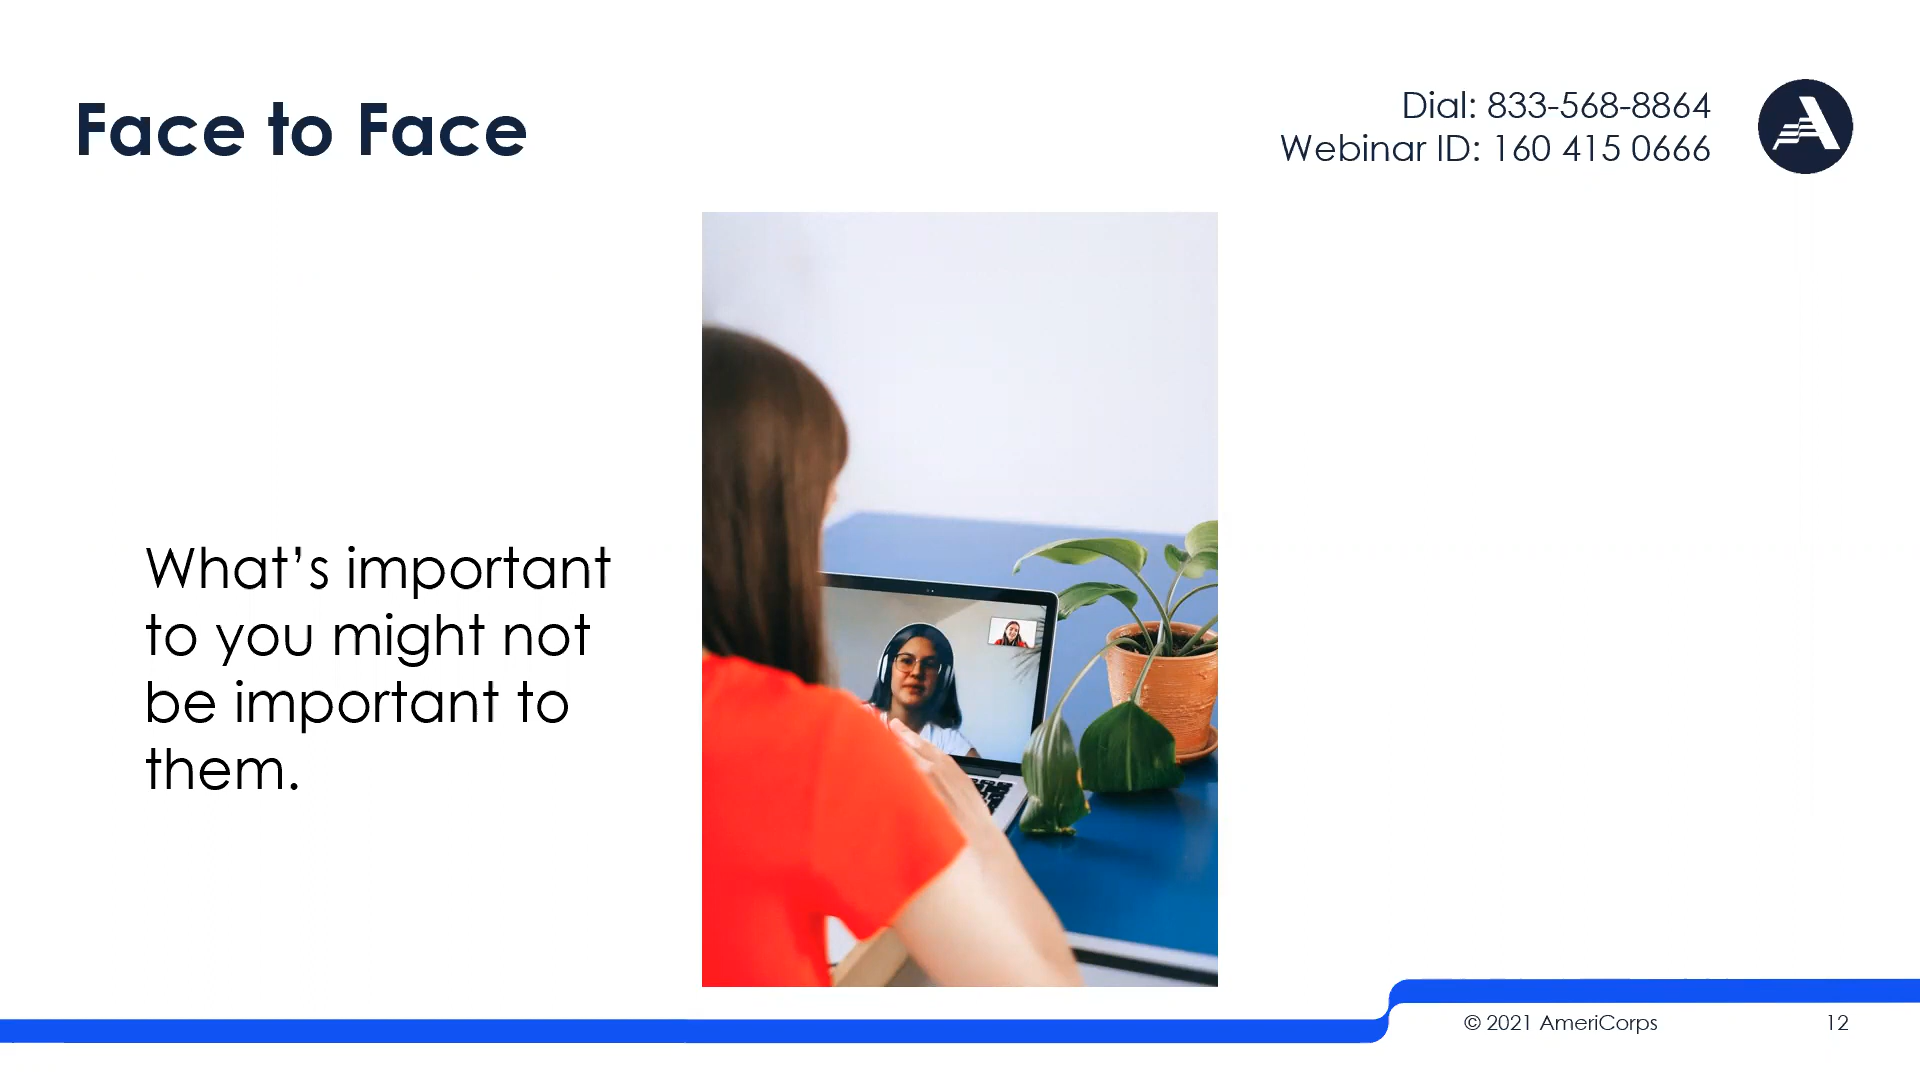 Face to Face
Dial: 833-568-8864
Webinar ID: 160 415 0666
What’s important
to you might not
be important to
them.
© 2021 AmeriCorps
12